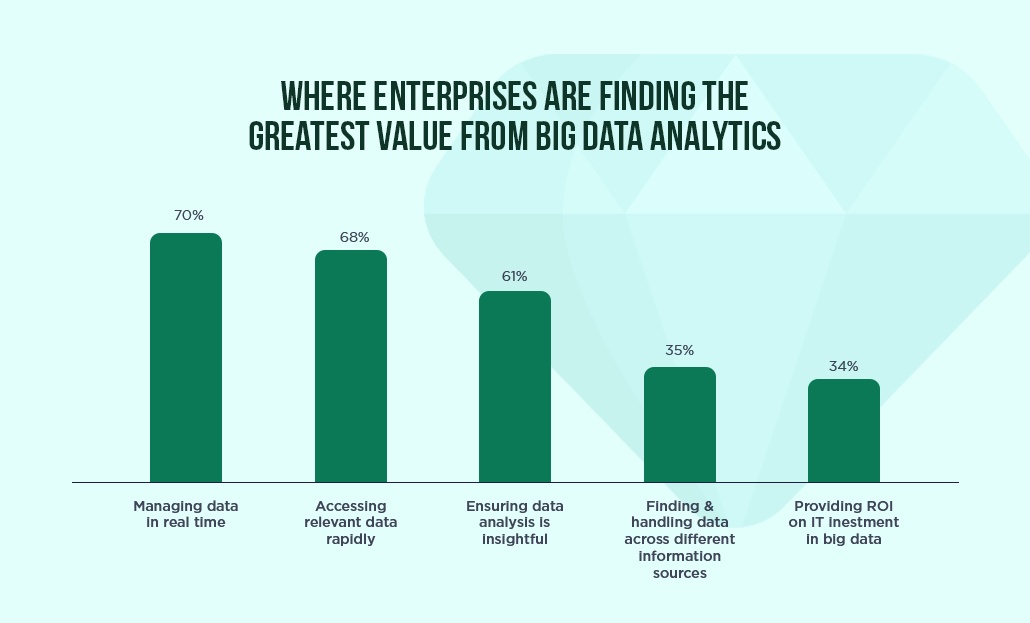 WHERE ENTERPRISES ARE FINDING THE
GREATEST VALUE FROM BIG DATA ANALYTICS
70%
68%
61%
35%
34%
Managing data
in real time
Accessing
relevant data
rapidly
Ensuring data
analysis is
insightful
Finding &
handling data
across different
information
sources
Providing ROI
on IT inestment
in big data